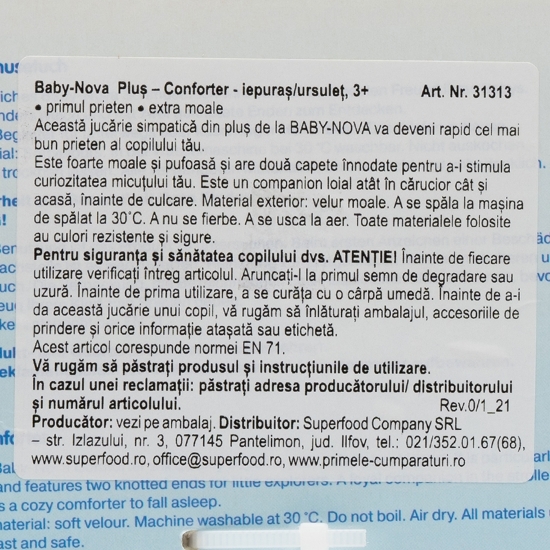 Baby-Nova Pluș – Conforter - iepuraș/ursuleț, 3+ Art. Nr. 31313
• primul prieten • extra moale
Această jucărie simpatică din pluș de la BABY-NOVA va deveni rapid cel mai
bun prieten al copilului tău.
Este foarte moale și pufoasă și are două capete înnodate pentru a-i stimula
curiozitatea micuțului tău. Este un companion loial atât în cărucior cât și
acasă, înainte de culcare. Material exterior: velur moale. A se spăla la mașina
de spălat la 30˚C. A nu se fierbe. A se usca la aer. Toate materialele folosite
au culori rezistente și sigure.
Pentru siguranța și sănătatea copilului dvs. ATENȚIE! Înainte de fiecare
utilizare verificați întreg articolul. Aruncați-l la primul semn de degradare sau
uzură. Înainte de prima utilizare, a se curăța cu o cârpă umedă. Înainte de a-i
da această jucărie unui copil, vă rugăm să înlăturați ambalajul, accesoriile de
prindere și orice informație atașată sau etichetă.
Acest articol corespunde normei EN 71.
Vă rugăm să păstrați produsul și instrucțiunile de utilizare.
În cazul unei reclamații: păstrați adresa producătorului/ distribuitorului
și numărul articolului. Rev.0/1_21
Producător: vezi pe ambalaj. Distribuitor: Superfood Company SRL
– str. Izlazului, nr. 3, 077145 Pantelimon, jud. Ilfov, tel.: 021/352.01.67(68),
www.superfood.ro, office@superfood.ro, www.primele-cumparaturi.ro
and features two knotted ends for little explorers. A loyal
s a cozy comforter to fall asleep.
material: soft velour. Machine washable at 30 ˚C. Do not boil. Air dry. All materials
fast and safe.